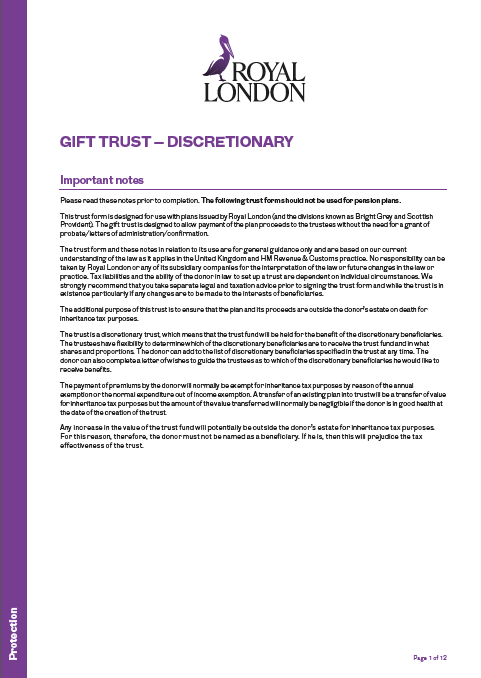 ROYAL
LONDON
GIFT TRUST – DISCRETIONARY
Important notes
Please read these notes prior to completion. The following trust form should not be used for pension plans.
This trust form is designed for use with plans issued by Royal London (and the divisions known as Bright Grey and Scottish
Provident). The gift trust is designed to allow payment of the plan proceeds to the trustees without the need for a grant of
probate/letters of administration/confirmation.
The trust form and these notes in relation to its use are for general guidance only and are based on our current
understanding of the law as it applies in the United Kingdom and HM Revenue & Customs practice. No responsibility can be
taken by Royal London or any of its subsidiary companies for the interpretation of the law or future changes in the law or
practice. Tax liabilities and the ability of the donor in law to set up a trust are dependent on individual circumstances. We
strongly recommend that you take separate legal and taxation advice prior to signing the trust form and while the trust is in
existence particularly if any changes are to be made to the interests of beneficiaries.
The additional purpose of this trust is to ensure that the plan and its proceeds are outside the donor's estate on death for
inheritance tax purposes.
The trust is a discretionary trust, which means that the trust fund will be held for the benefit of the discretionary beneficiaries.
The trustees have flexibility to determine which of the discretionary beneficiaries are to receive the trust fund and in what
shares and proportions. The donor can add to the list of discretionary beneficiaries specified in the trust at any time. The
donor can also complete a letter of wishes to guide the trustees as to which of the discretionary beneficiaries he would like to
receive benefits.
The payment of premiums by the donor will normally be exempt for inheritance tax purposes by reason of the annual
exemption or the normal expenditure out of income exemption. A transfer of an existing plan into trust will be a transfer of value
for inheritance tax purposes but the amount of the value transferred will normally be negligible if the donor is in good health at
the date of the creation of the trust.
Any increase in the value of the trust fund will potentially be outside the donor's estate for inheritance tax purposes.
For this reason, therefore, the donor must not be named as a beneficiary. If he is, then this will prejudice the tax
effectiveness of the trust.
Protection
Page 1 of 12